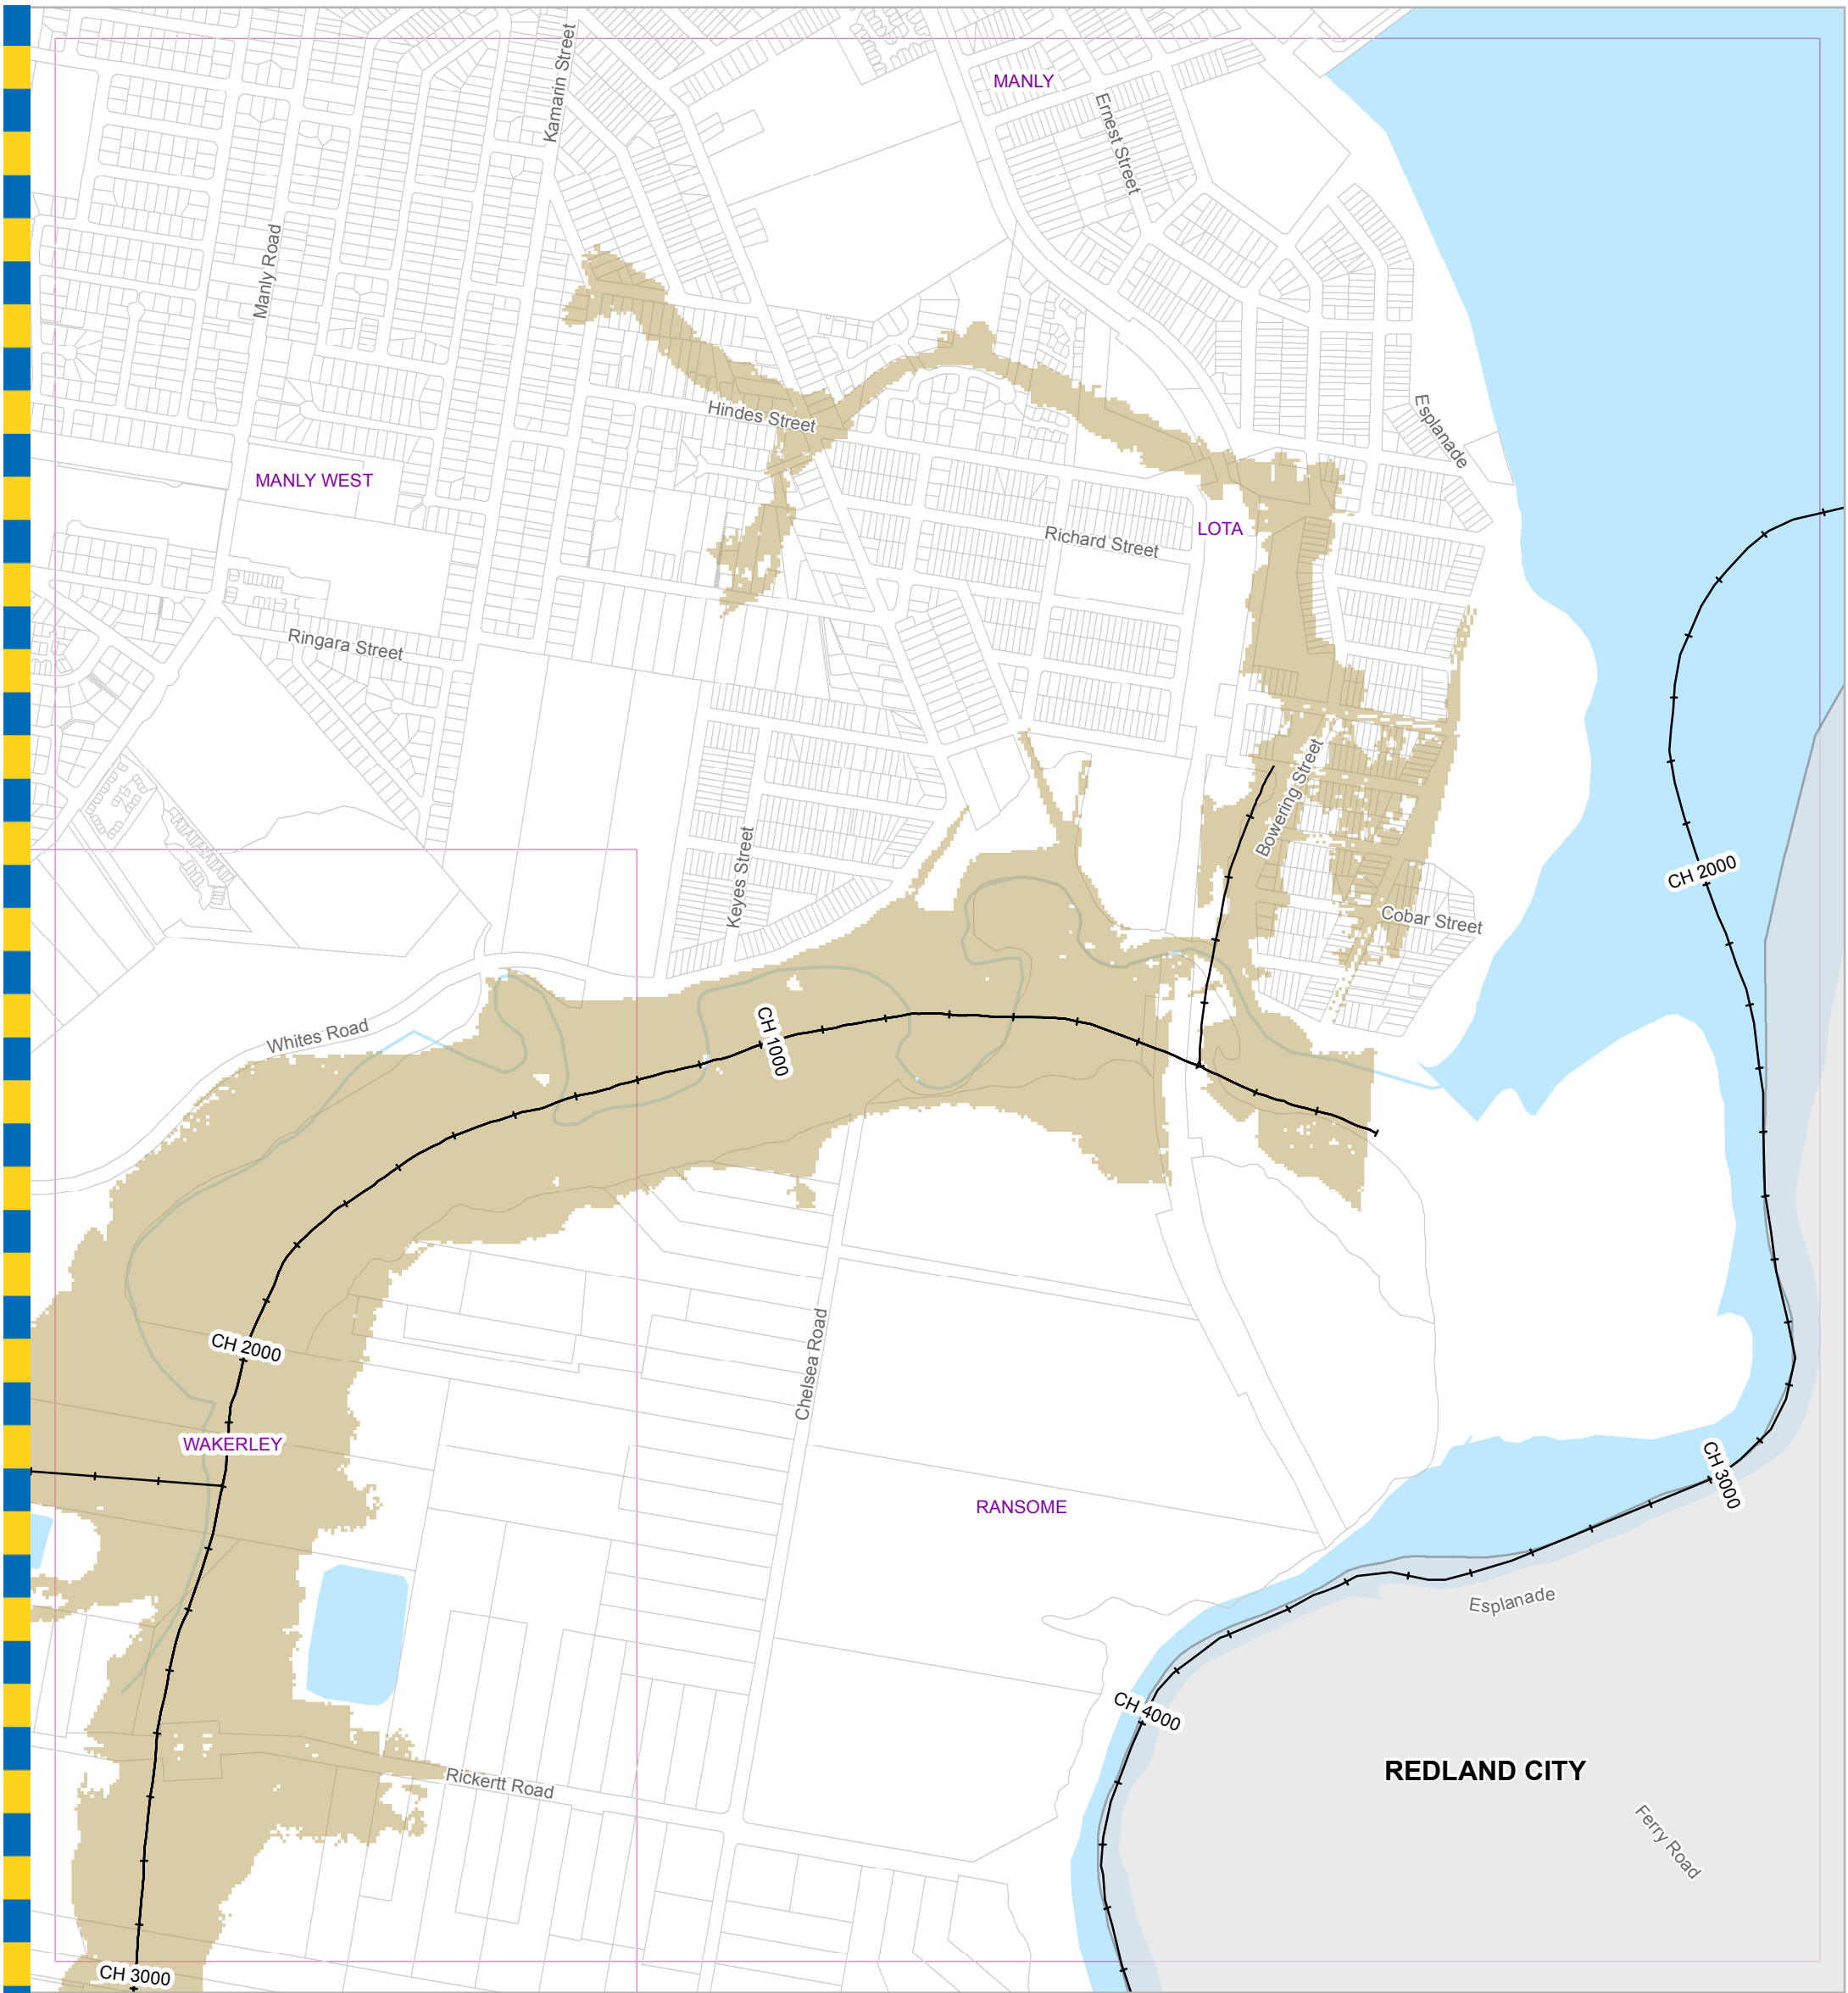 Kamarin Street
MANLY
Ernest Street
Manly Road
Hindes Street
Esplanade
MANLY WEST
Richard Street
LOTA
Ringara Street
Bowering Street
Keyes Street
CH 2000
Cobar Street
Whites Road
CH 1000
CH 2000
Chelsea Road
WAKERLEY
RANSOME
CH 3000
Esplanade
CH 4000
Rickertt Road
REDLAND CITY
Ferry Road
CH 3000